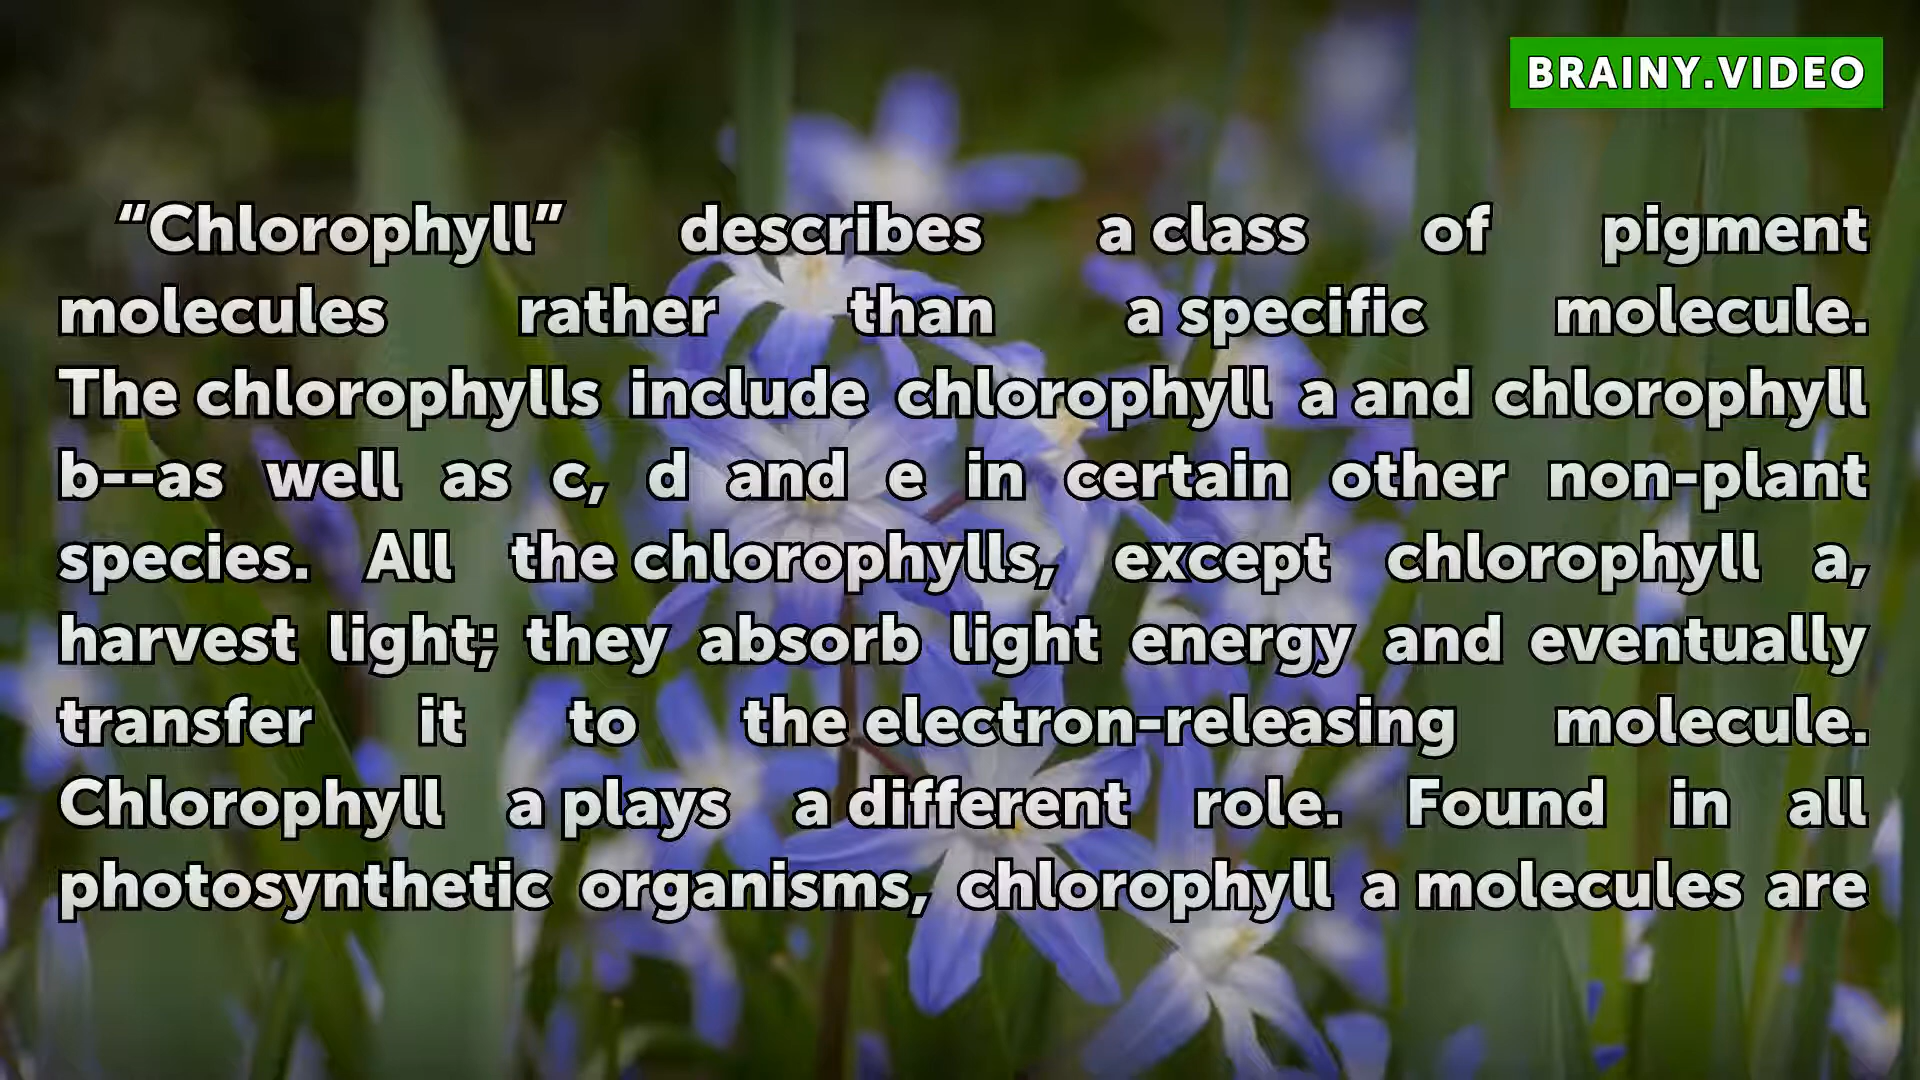 BRAINY.VIDEO
“Chlorophyll” describes a class of pigment
molecules rather than a specific molecule.
The chlorophylls include chlorophyll a and chlorophyll
b--as well as c, d and e in certain other non-plant
species. All the chlorophylls, except chlorophyll a,
harvest light; they absorb light energy and eventually
transfer it to the electron-releasing molecule.
Chlorophyll a plays a different role. Found in all
photosynthetic organisms, chlorophyll a molecules are